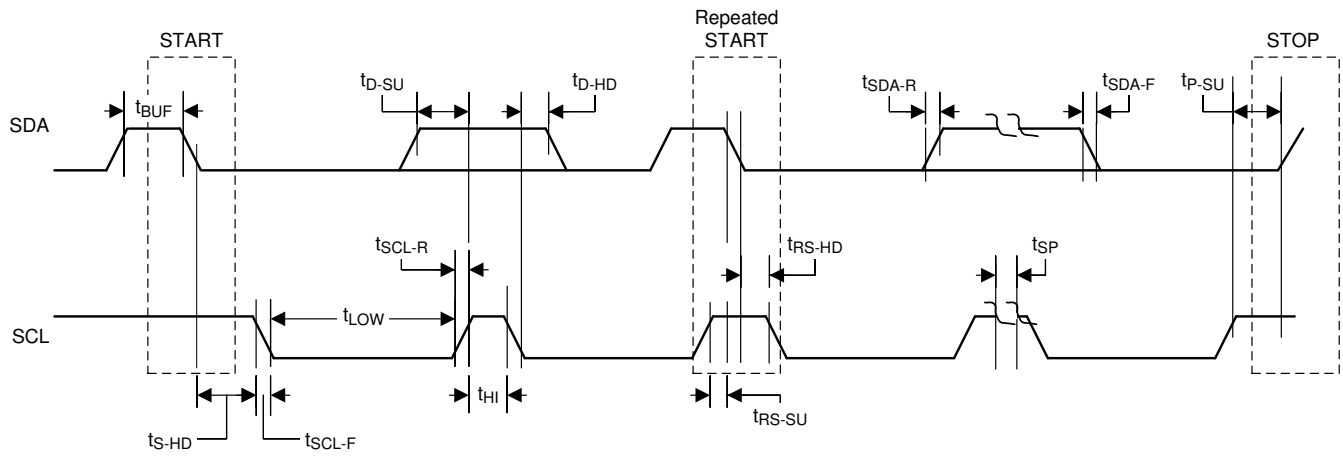 Repeated
START
START
STOP
tD-SU
tD-HD
tSDA-R
tSDA-F
tP-SU
tBUF
SDA
tSCL-R
tRS-HD
tSP
tLOW
SCL
tHI
tRS-SU
tS-HD
tSCL-F